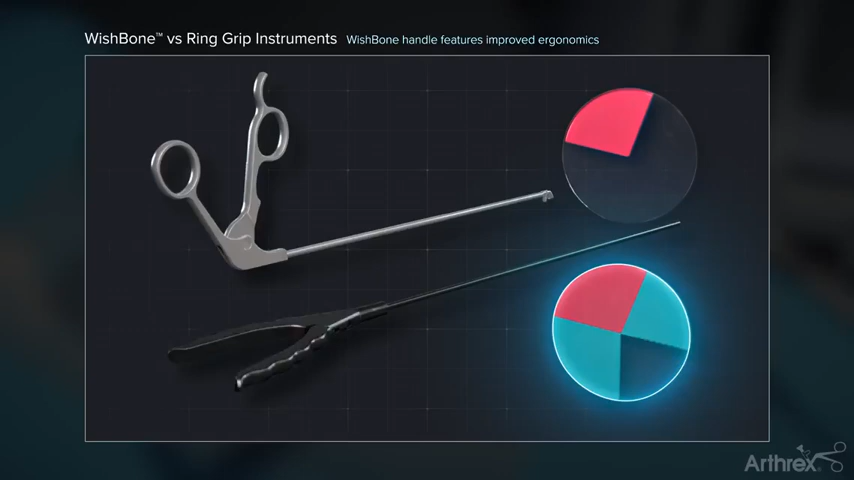 WishBone™ vs Ring Grip Instruments WishBone handle features improved ergonomics
Arthrex®